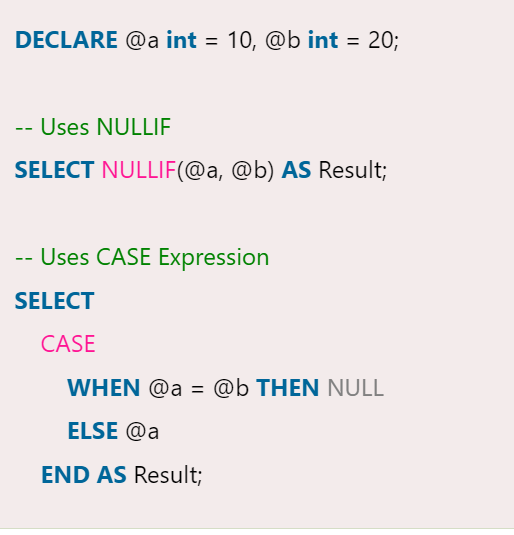 DECLARE @a int = 10, @b int = 20;
-- Uses NULLIF
SELECT NULLIF(@a, @b) AS Result;
-- Uses CASE Expression
SELECT
CASE
WHEN @a = @b THEN NULL
ELSE @a
END AS Result;